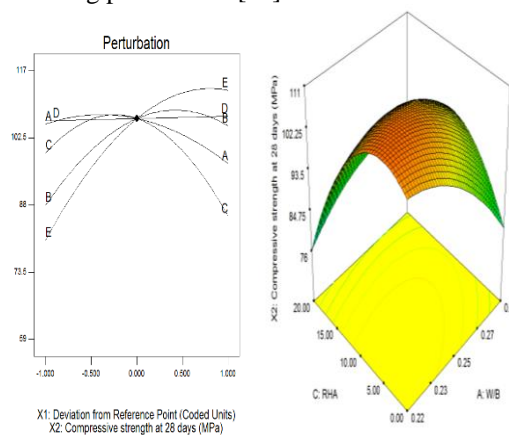 Perturbation
117
102.6
88
73.6
59
A D
C
B
E
E
D
B
A
C
-1.000 -0.500 0.000 0.500 1.000
X1: Deviation from Reference Point (Coded Units)
X2: Compressive strength at 28 days (MPa)
X2: Compressive strength at 28 days (MPa)
111
102.25
93.5
84.75
76
20.00
15.00
10.00
5.00
0.00
0.22
0.23
0.25
0.27
C: RHA
A: W/B